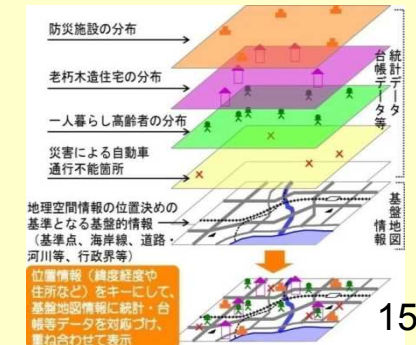 防災施設の分布
老朽木造住宅の分布
一人暮らし高齢者の分布
災害による自動車
通行不能箇所
統計データ
台帳データ等
地理空間情報の位置決めの
基準となる基盤的情報
（基準点、海岸線、道路・
河川等、行政界等）
基盤地図
情報
位置情報（緯度経度や
住所など）をキーにして、
基盤地図情報に統計・台
帳等データを対応づけ、
重ね合わせて表示
15